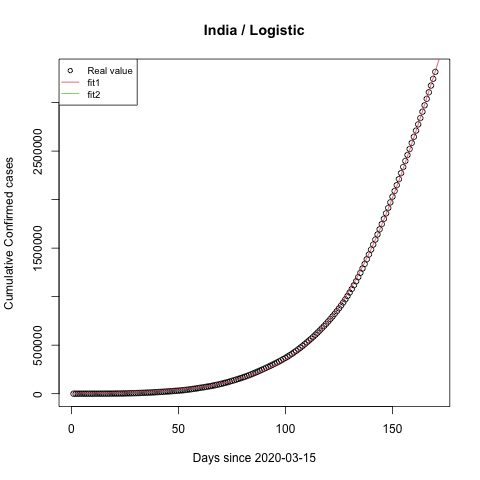 India / Logistic
Real value
fit1
fit2
Cumulative Confirmed cases
2500000
1500000
500000
0
0
50
100
150
Days since 2020-03-15